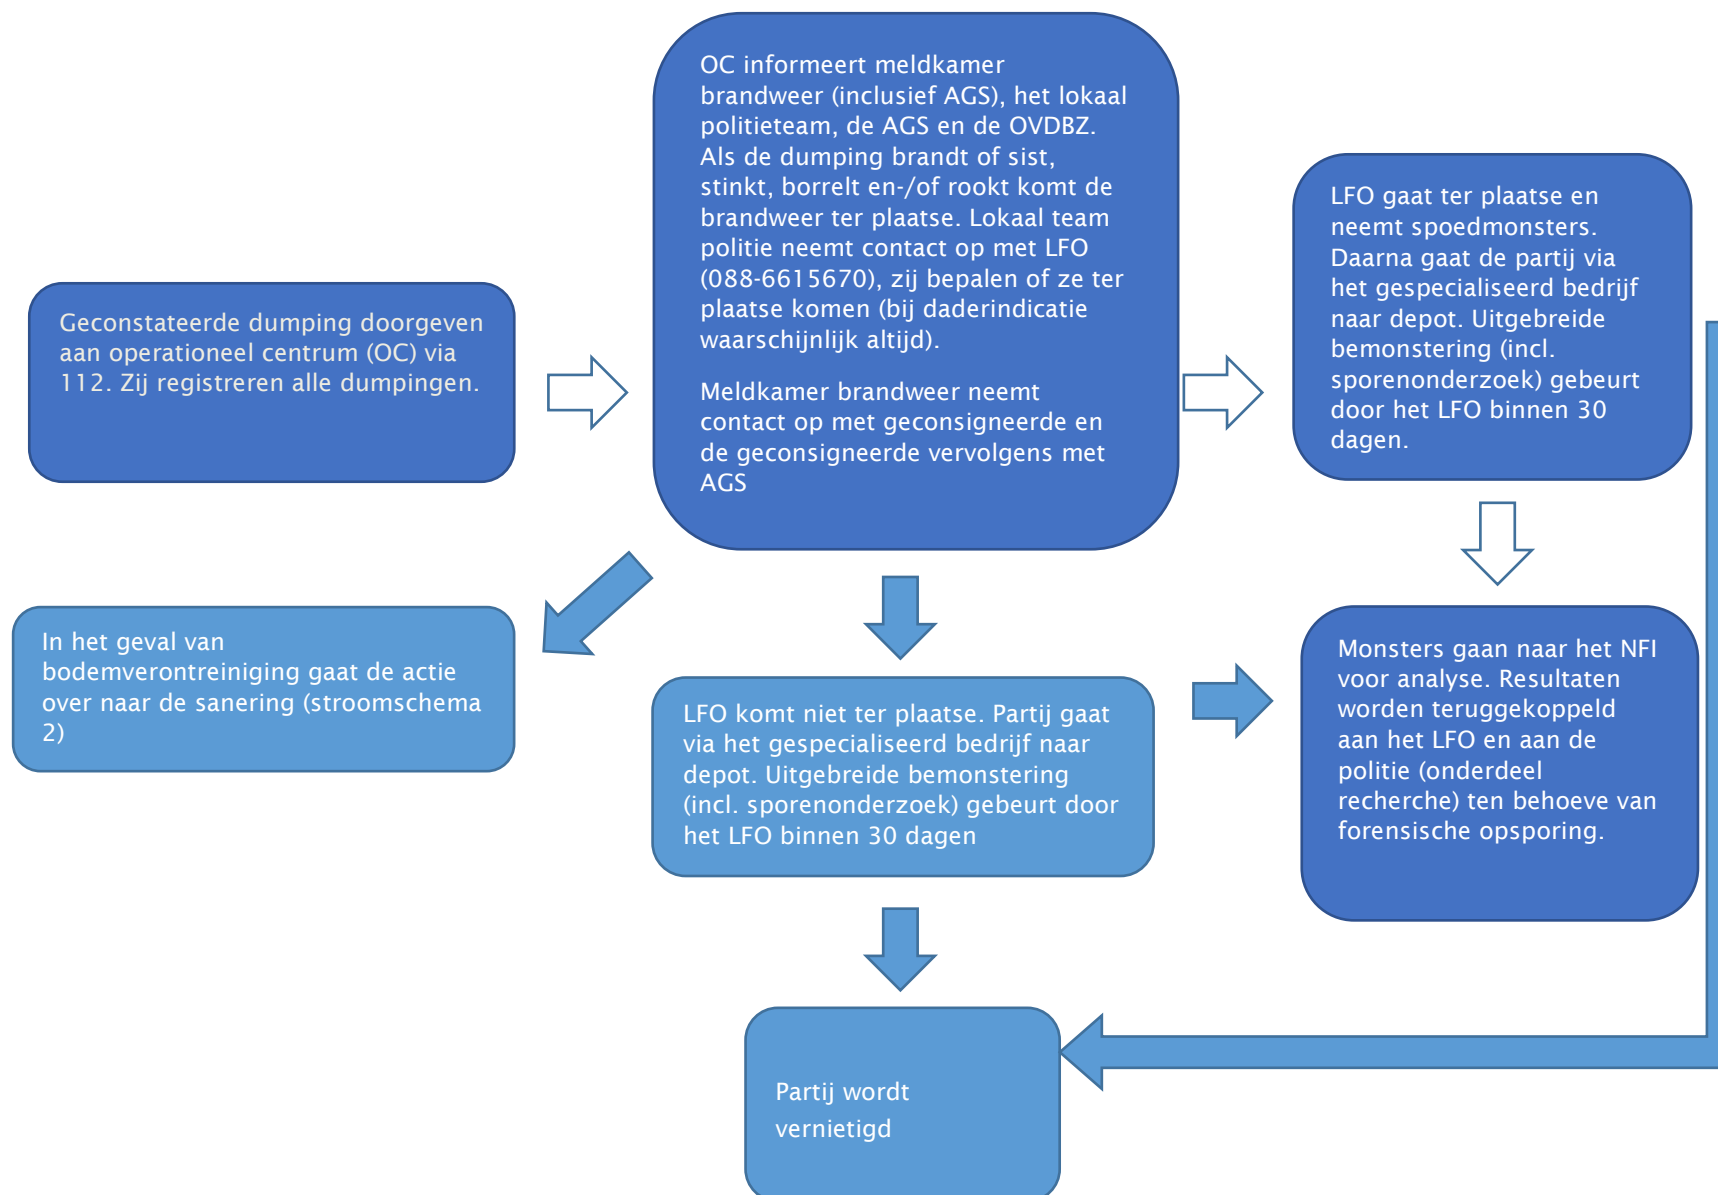 Geconstateerde dumping doorgeven
aan operationeel centrum (OC) via
112. Zij registreren alle dumpingen.
OC informeert meldkamer
brandweer (inclusief AGS), het lokaal
politieteam, de AGS en de OVDBZ.
Als de dumping brandt of sist,
stinkt, borrelt en-/of rookt komt de
brandweer ter plaatse. Lokaal team
politie neemt contact op met LFO
(088-6615670), zij bepalen of ze ter
plaatse komen (bij daderindicatie
waarschijnlijk altijd).
Meldkamer brandweer neemt
contact op met geconsigneerde en
de geconsigneerde vervolgens met
AGS
LFO gaat ter plaatse en
neemt spoedmonsters.
Daarna gaat de partij via
het gespecialiseerd bedrijf
naar depot. Uitgebreide
bemonstering (incl.
sporenonderzoek) gebeurt
door het LFO binnen 30
dagen.
In het geval van
bodemverontreiniging gaat de actie
over naar de sanering (stroomschema
2)
LFO komt niet ter plaatse. Partij gaat
via het gespecialiseerd bedrijf naar
depot. Uitgebreide bemonstering
(incl. sporenonderzoek) gebeurt door
het LFO binnen 30 dagen
Monsters gaan naar het NFI
voor analyse. Resultaten
worden teruggekoppeld
aan het LFO en aan de
politie (onderdeel
recherche) ten behoeve van
forensische opsporing.
Partij wordt
vernietigd